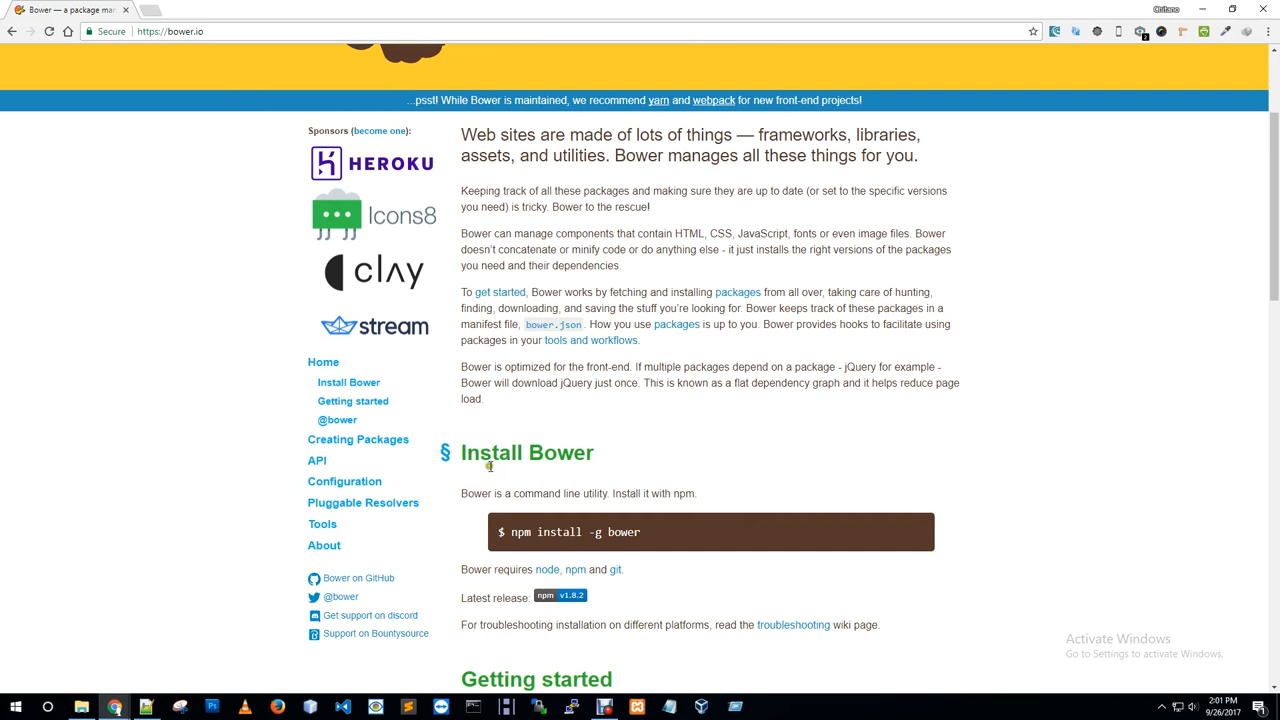 Bower — a package man
Chitano
Secure
https://bower.io
2
...psst! While Bower is maintained, we recommend yarn and webpack for new front-end projects!
Sponsors (become one):
HEROKU
Icons8
clay
stream
Home
Install Bower
Getting started
@bower
Creating Packages
API
Configuration
Pluggable Resolvers
Tools
About
Bower on GitHub
@bower
Get support on discord
Support on Bountysource
Web sites are made of lots of things — frameworks, libraries,
assets, and utilities. Bower manages all these things for you.
Keeping track of all these packages and making sure they are up to date (or set to the specific versions
you need) is tricky. Bower to the rescue!
Bower can manage components that contain HTML, CSS, JavaScript, fonts or even image files. Bower
doesn't concatenate or minify code or do anything else - it just installs the right versions of the packages
you need and their dependencies.
To get started, Bower works by fetching and installing packages from all over, taking care of hunting,
finding, downloading, and saving the stuff you're looking for. Bower keeps track of these packages in a
manifest file, bower.json. How you use packages is up to you. Bower provides hooks to facilitate using
packages in your tools and workflows.
Bower is optimized for the front-end. If multiple packages depend on a package - jQuery for example -
Bower will download jQuery just once. This is known as a flat dependency graph and it helps reduce page
load.
§ Install Bower
Bower is a command line utility. Install it with npm.
$ npm install -g bower
Bower requires node, npm and git.
Latest release: npm v1.8.2
For troubleshooting installation on different platforms, read the troubleshooting wiki page.
Getting started
Activate Windows
Go to Settings to activate Windows.
2:01 PM
9/26/2017